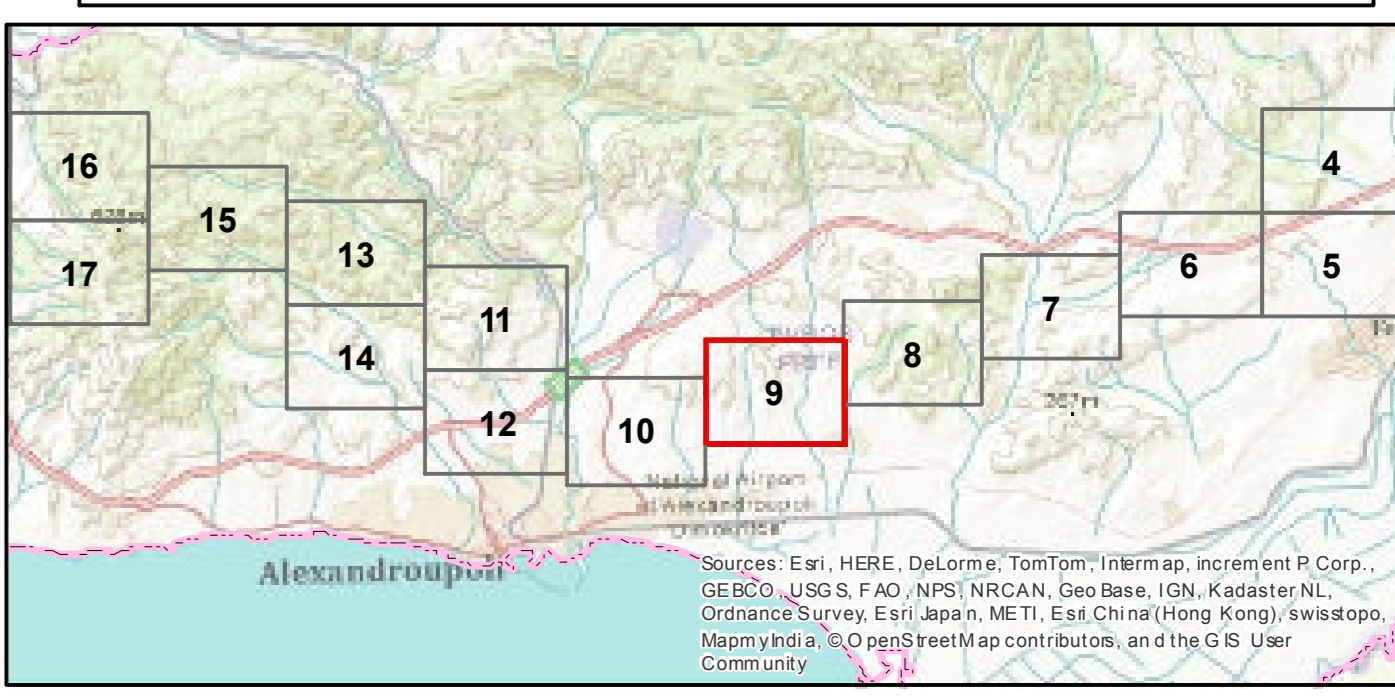 4
16
15
628m
13
6
5
17
7
11
8
14
9
267m
12
10
National Airport
Alexandroupoli
Sources: Esri, HERE, DeLorme, TomTom, Intermap, increment P Corp.,
GEBCO, USGS, FAO, NPS, NRCAN, GeoBase, IGN, Kadaster NL,
Ordnance Survey, Esri Japan, METI, Esri China (Hong Kong), swisstopo,
MapmyIndia, © OpenStreetMap contributors, and the GIS User
Community